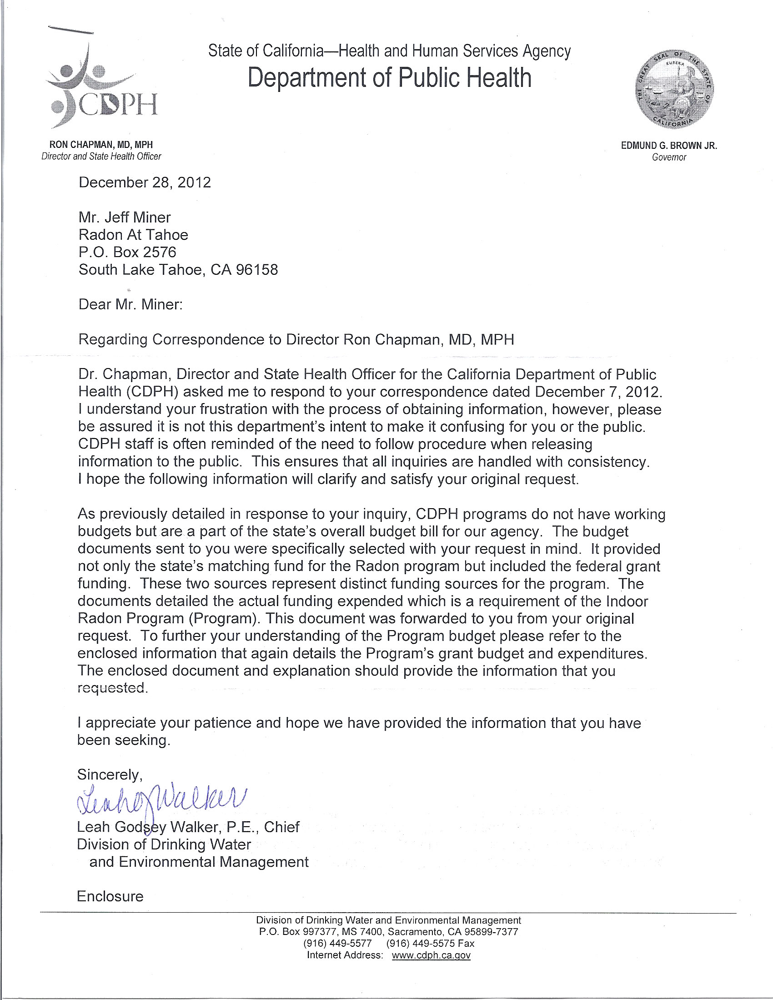 State of California—Health and Human Services Agency
Department of Public Health
CDPH
THE GREAT SEAL OF THE STATE OF CALIFORNIA
EUREKA
RON CHAPMAN, MD, MPH
Director and State Health Officer
EDMUND G. BROWN JR.
Governor
December 28, 2012
Mr. Jeff Miner
Radon At Tahoe
P.O. Box 2576
South Lake Tahoe, CA 96158
Dear Mr. Miner:
Regarding Correspondence to Director Ron Chapman, MD, MPH
Dr. Chapman, Director and State Health Officer for the California Department of Public
Health (CDPH) asked me to respond to your correspondence dated December 7, 2012.
I understand your frustration with the process of obtaining information, however, please
be assured it is not this department's intent to make it confusing for you or the public.
CDPH staff is often reminded of the need to follow procedure when releasing
information to the public.  This ensures that all inquiries are handled with consistency.
I hope the following information will clarify and satisfy your original request.
As previously detailed in response to your inquiry, CDPH programs do not have working
budgets but are a part of the state's overall budget bill for our agency.  The budget
documents sent to you were specifically selected with your request in mind.  It provided
not only the state's matching fund for the Radon program but included the federal grant
funding.  These two sources represent distinct funding sources for the program.  The
documents detailed the actual funding expended which is a requirement of the Indoor
Radon Program (Program). This document was forwarded to you from your original
request.  To further your understanding of the Program budget please refer to the
enclosed information that again details the Program's grant budget and expenditures.
The enclosed document and explanation should provide the information that you
requested.
I appreciate your patience and hope we have provided the information that you have
been seeking.
Sincerely,
Leah G Walker
Leah Godsey Walker, P.E., Chief
Division of Drinking Water
and Environmental Management
Enclosure
Division of Drinking Water and Environmental Management
P.O. Box 997377, MS 7400, Sacramento, CA 95899-7377
(916) 449-5577    (916) 449-5575 Fax
Internet Address:   www.cdph.ca.gov